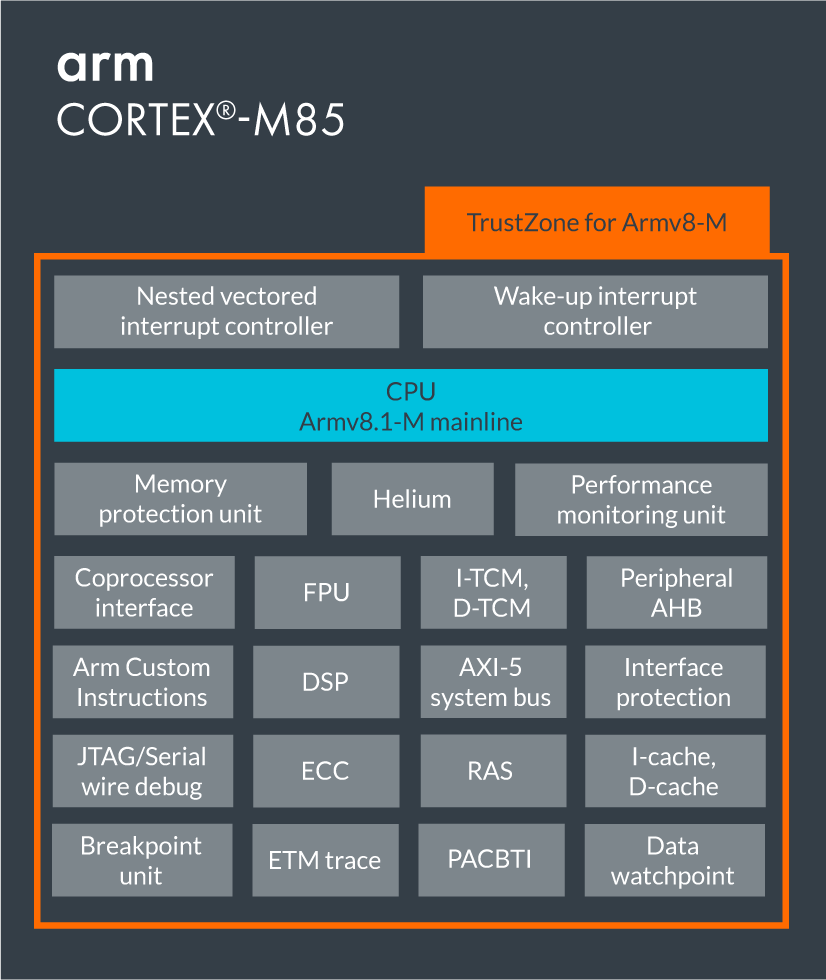 arm
CORTEX®-M85
TrustZone for Armv8-M
Nested vectored
interrupt controller
Wake-up interrupt
controller
CPU
Armv8.1-M mainline
Memory
protection unit
Helium
Performance
monitoring unit
Coprocessor
interface
FPU
I-TCM,
D-TCM
Peripheral
AHB
Arm Custom
Instructions
DSP
AXI-5
system bus
Interface
protection
JTAG/Serial
wire debug
ECC
RAS
I-cache,
D-cache
Breakpoint
unit
ETM trace
PACBTI
Data
watchpoint